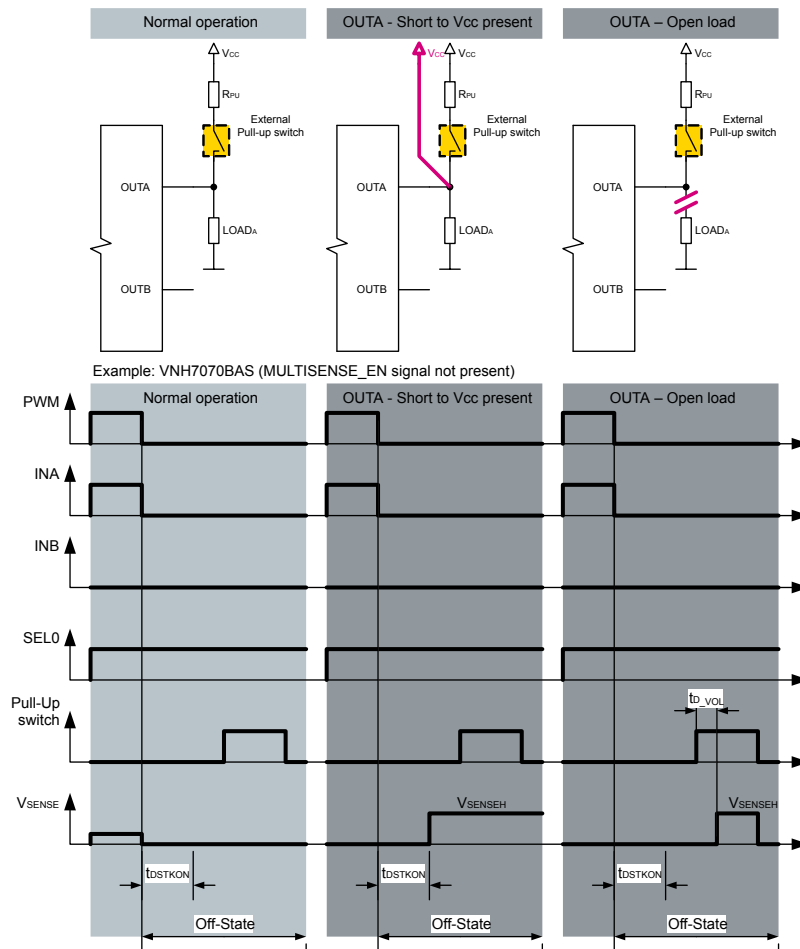 Normal operation
OUTA - Short to Vcc present
OUTA – Open load
VCC
VCC
VCC
VCC
RPU
RPU
RPU
External
Pull-up switch
External
Pull-up switch
External
Pull-up switch
OUTA
OUTA
OUTA
LOADA
LOADA
LOADA
OUTB
OUTB
OUTB
Example: VNH7070BAS (MULTISENSE_EN signal not present)
Normal operation
OUTA - Short to Vcc present
OUTA – Open load
PWM
INA
INB
SEL0
Pull-Up
switch
tD_VOL
VSENSE
VSENSEH
VSENSEH
tDSTKON
tDSTKON
tDSTKON
Off-State
Off-State
Off-State